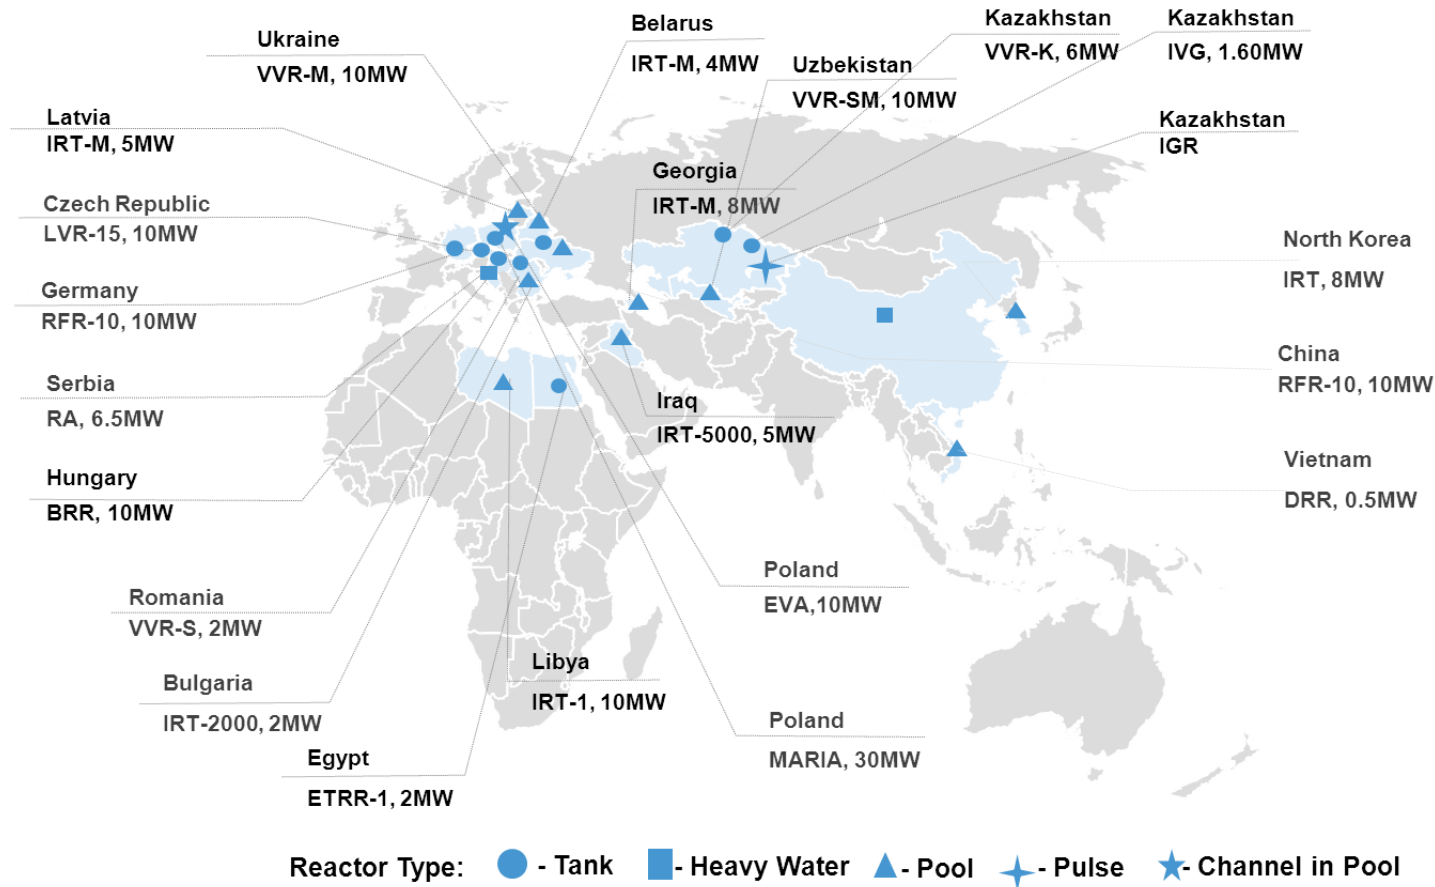 Ukraine
VVR-M, 10MW
Belarus
IRT-M, 4MW
Kazakhstan
VVR-K, 6MW
Kazakhstan
IVG, 1.60MW
Uzbekistan
VVR-SM, 10MW
Latvia
IRT-M, 5MW
Kazakhstan
IGR
Georgia
IRT-M, 8MW
Czech Republic
LVR-15, 10MW
North Korea
IRT, 8MW
Germany
RFR-10, 10MW
China
RFR-10, 10MW
Serbia
RA, 6.5MW
Iraq
IRT-5000, 5MW
Hungary
BRR, 10MW
Vietnam
DRR, 0.5MW
Poland
EVA,10MW
Romania
VVR-S, 2MW
Libya
IRT-1, 10MW
Bulgaria
IRT-2000, 2MW
Poland
MARIA, 30MW
Egypt
ETRR-1, 2MW
Reactor Type: - Tank - Heavy Water - Pool - Pulse - Channel in Pool